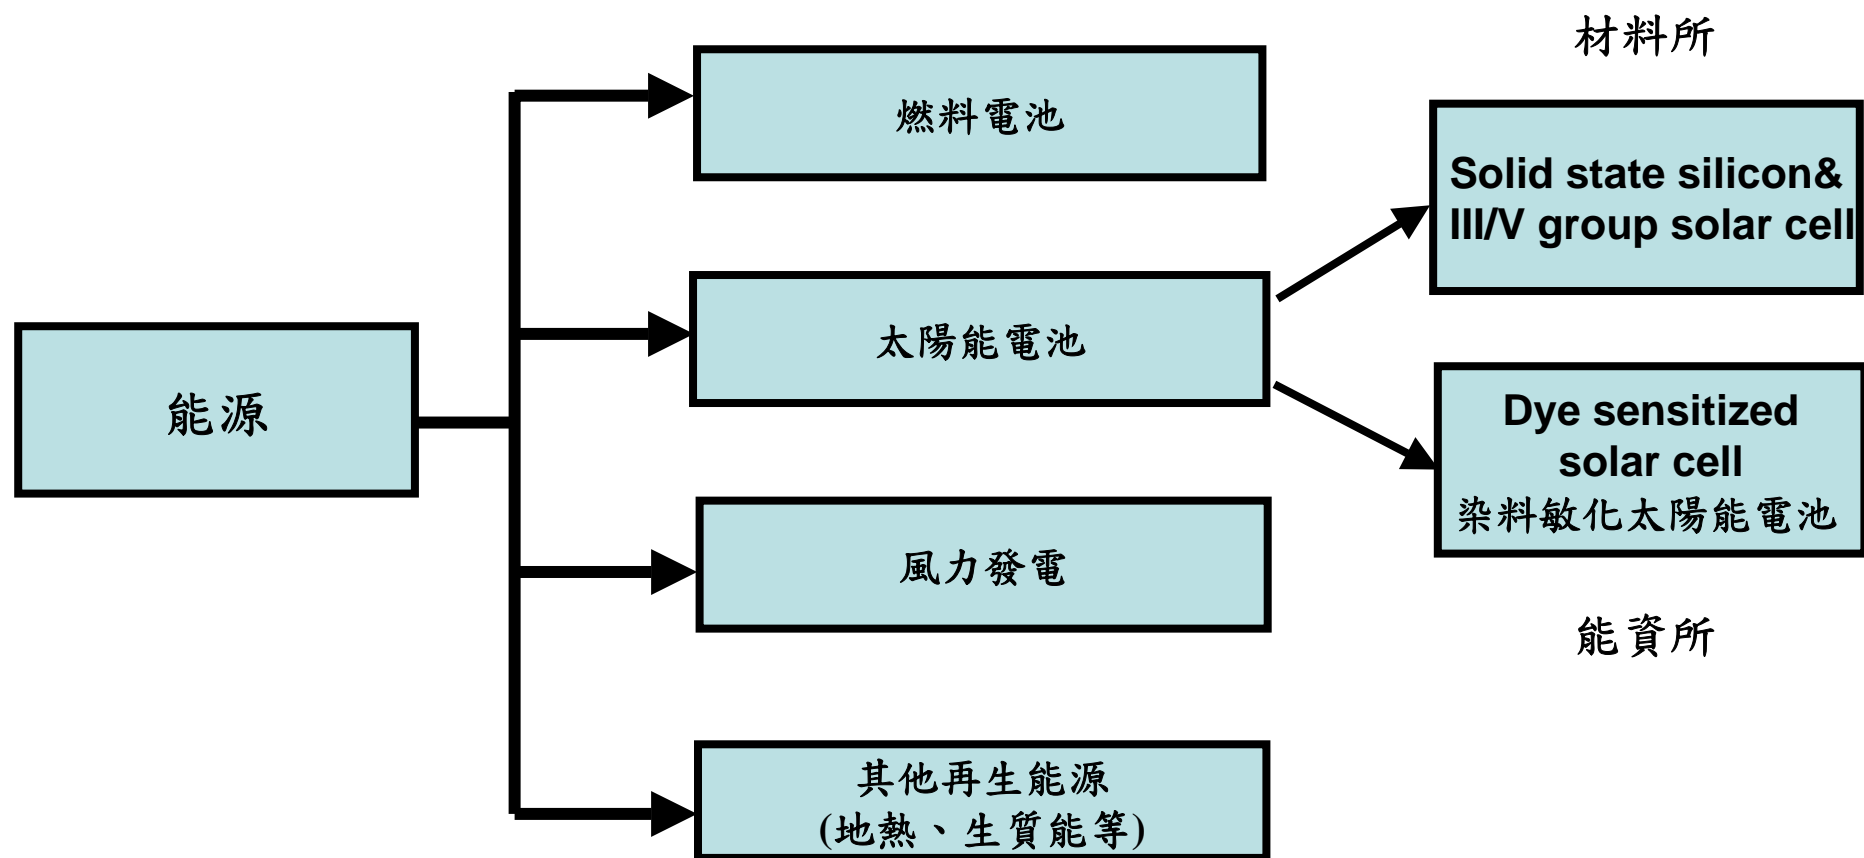 能源
燃料電池
太陽能電池
風力發電
其他再生能源
(地熱、生質能等)
材料所
Solid state silicon&
III/V group solar cell
Dye sensitized
solar cell
染料敏化太陽能電池
能資所